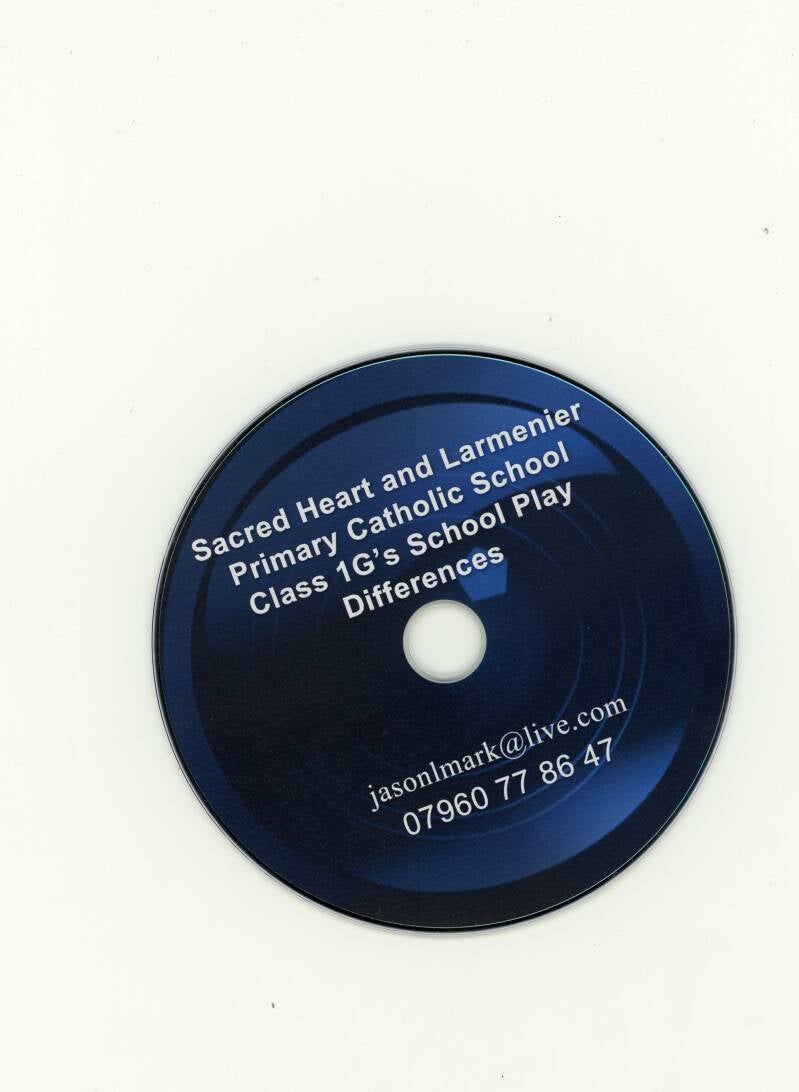 Sacred Heart and Larmenier
Primary Catholic School
Class 1G’s School Play
Differences
jasonlmark@live.com
07960 77 86 47